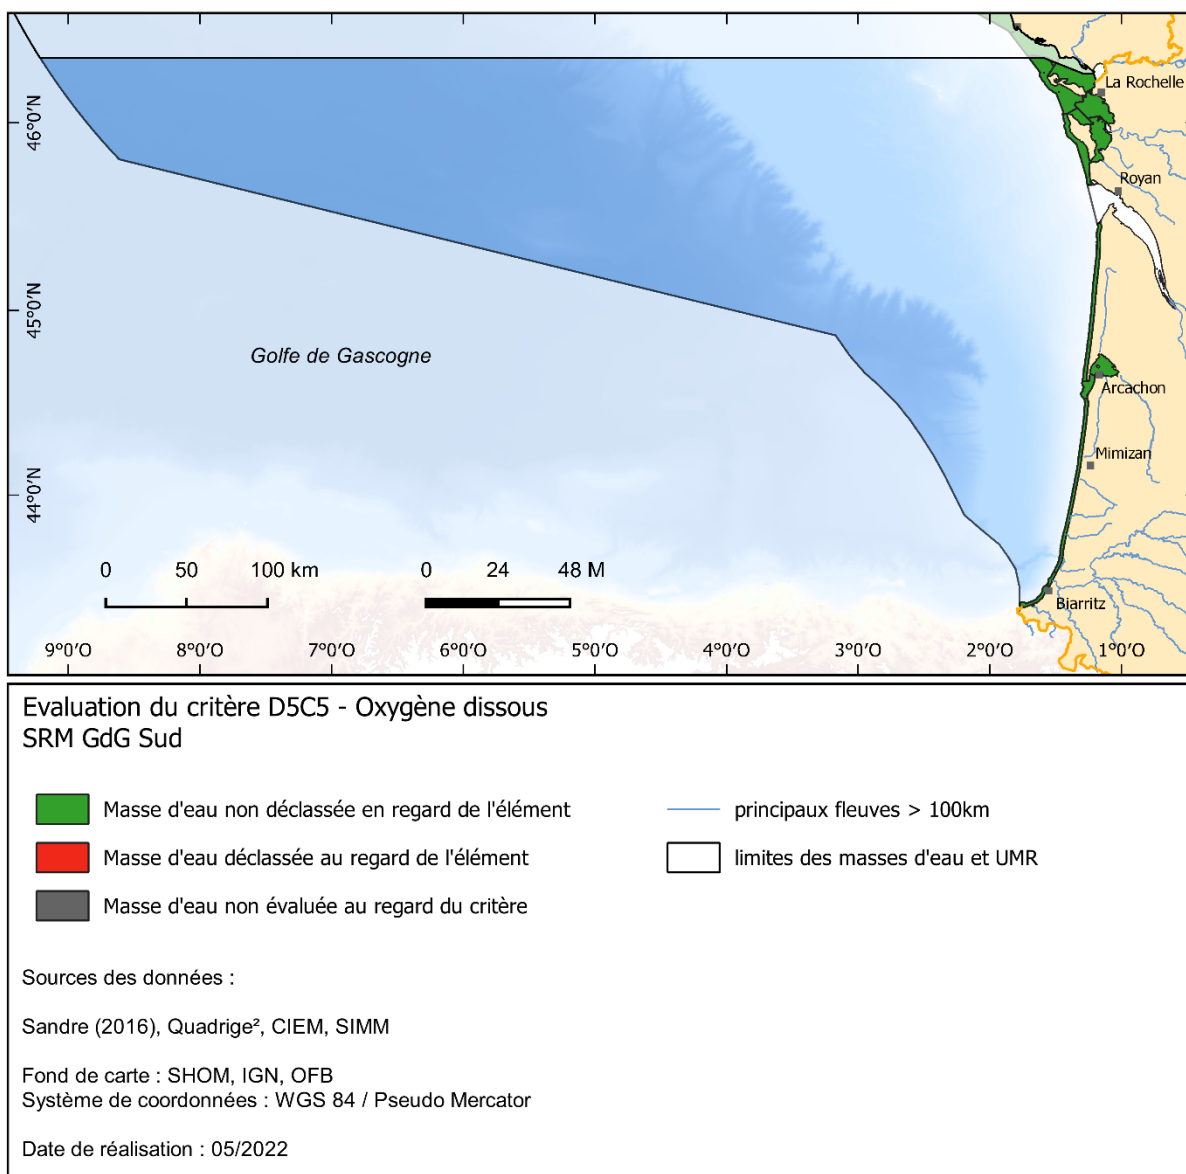 46°0'N
La Rochelle
Royan
45°0'N
Golfe de Gascogne
Arcachon
Mimizan
44°0'N
0 50 100 km
0 24 48 M
Biarritz
9°0'O 8°0'O 7°0'O 6°0'O 5°0'O 4°0'O 3°0'O 2°0'O 1°0'O
Evaluation du critère D5C5 - Oxygène dissous
SRM GdG Sud
Masse d'eau non déclassée en regard de l'élément
principaux fleuves > 100km
Masse d'eau déclassée au regard de l'élément
limites des masses d'eau et UMR
Masse d'eau non évaluée au regard du critère
Sources des données :
Sandre (2016), Quadrige², CIEM, SIMM
Fond de carte : SHOM, IGN, OFB
Système de coordonnées : WGS 84 / Pseudo Mercator
Date de réalisation : 05/2022